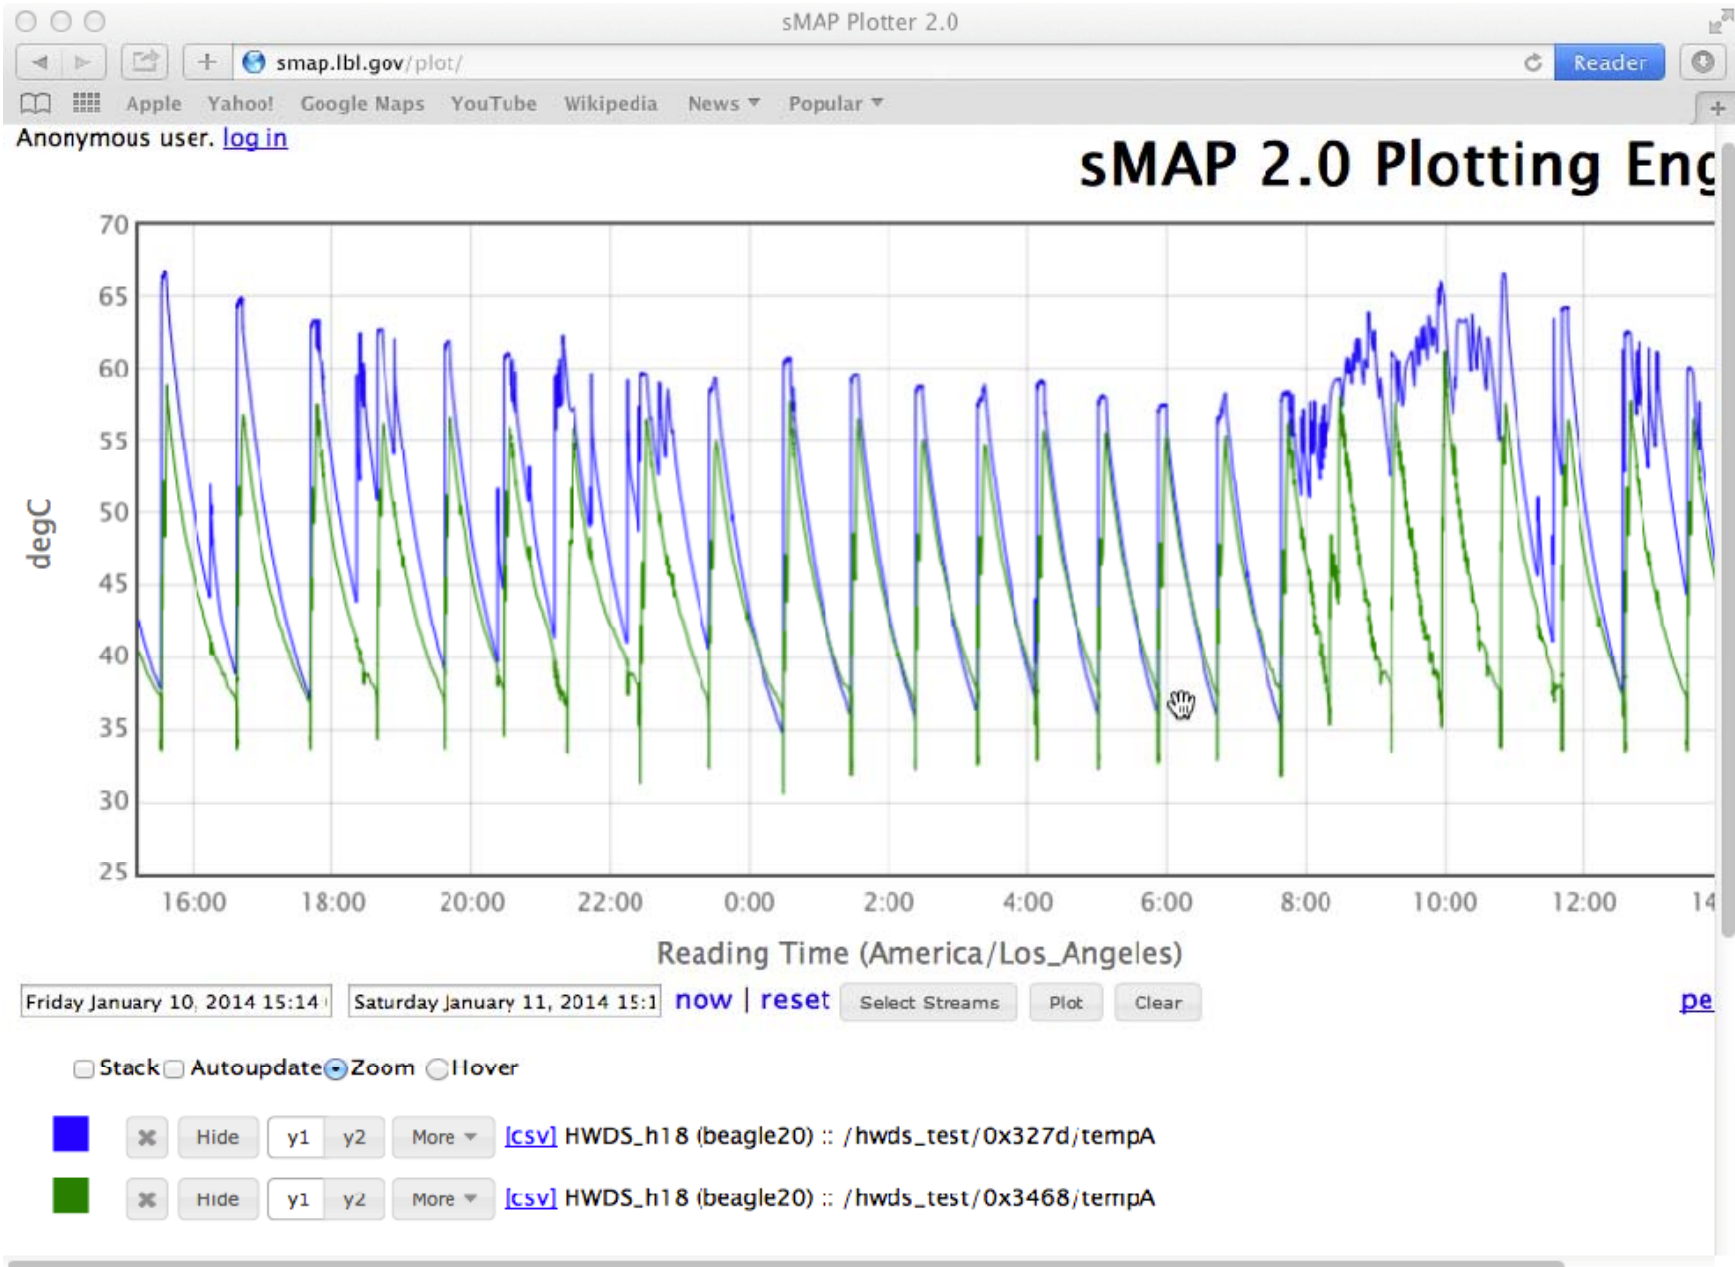 sMAP Plotter 2.0
smap.lbl.gov/plot/
Reader
Apple Yahoo! Google Maps YouTube Wikipedia News Popular
Anonymous user. log in
sMAP 2.0 Plotting Eng
70
65
60
55
50
45
40
35
30
25
degC
16:00 18:00 20:00 22:00 0:00 2:00 4:00 6:00 8:00 10:00 12:00 14
Reading Time (America/Los_Angeles)
Friday January 10, 2014 15:14 Saturday January 11, 2014 15:1 now | reset Select Streams Plot Clear pe
Stack Autoupdate Zoom Hover
Hide y1 y2 More [csv] HWDS_h18 (beagle20) :: /hwds_test/0x327d/tempA
Hide y1 y2 More [csv] HWDS_h18 (beagle20) :: /hwds_test/0x3468/tempA